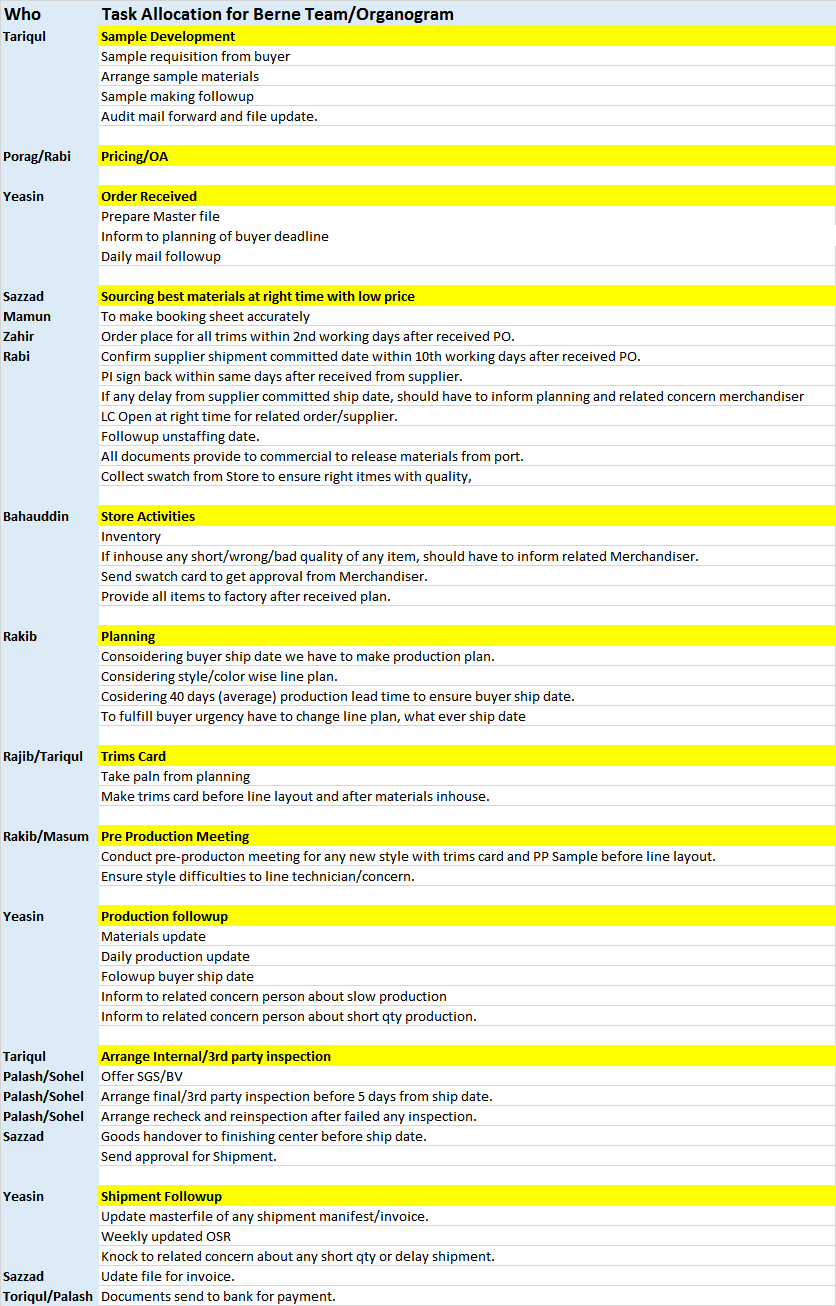 Who Task Allocation for Berne Team/Organogram
Tariqul Sample Development
Sample requisition from buyer
Arrange sample materials
Sample making followup
Audit mail forward and file update.
Porag/Rabi Pricing/OA
Yeasin Order Received
Prepare Master file
Inform to planning of buyer deadline
Daily mail followup
Sazzad Sourcing best materials at right time with low price
Mamun To make booking sheet accurately
Zahir Order place for all trims within 2nd working days after received PO.
Rabi Confirm supplier shipment committed date within 10th working days after received PO.
PI sign back within same days after received from supplier.
If any delay from supplier committed ship date, should have to inform planning and related concern merchandiser
LC Open at right time for related order/supplier.
Followup unstaffing date.
All documents provide to commercial to release materials from port.
Collect swatch from Store to ensure right itmes with quality,
Bahauddin Store Activities
Inventory
If inhouse any short/wrong/bad quality of any item, should have to inform related Merchandiser.
Send swatch card to get approval from Merchandiser.
Provide all items to factory after received plan.
Rakib Planning
Consoidering buyer ship date we have to make production plan.
Considering style/color wise line plan.
Cosidering 40 days (average) production lead time to ensure buyer ship date.
To fulfill buyer urgency have to change line plan, what ever ship date
Rajib/Tariqul Trims Card
Take paln from planning
Make trims card before line layout and after materials inhouse.
Rakib/Masum Pre Production Meeting
Conduct pre-producton meeting for any new style with trims card and PP Sample before line layout.
Ensure style difficulties to line technician/concern.
Yeasin Production followup
Materials update
Daily production update
Folowup buyer ship date
Inform to related concern person about slow production
Inform to related concern person about short qty production.
Tariqul Arrange Internal/3rd party inspection
Palash/Sohel Offer SGS/BV
Palash/Sohel Arrange final/3rd party inspection before 5 days from ship date.
Palash/Sohel Arrange recheck and reinspection after failed any inspection.
Sazzad Goods handover to finishing center before ship date.
Send approval for Shipment.
Yeasin Shipment Followup
Update masterfile of any shipment manifest/invoice.
Weekly updated OSR
Knock to related concern about any short qty or delay shipment.
Sazzad Udate file for invoice.
Toriqul/Palash Documents send to bank for payment.